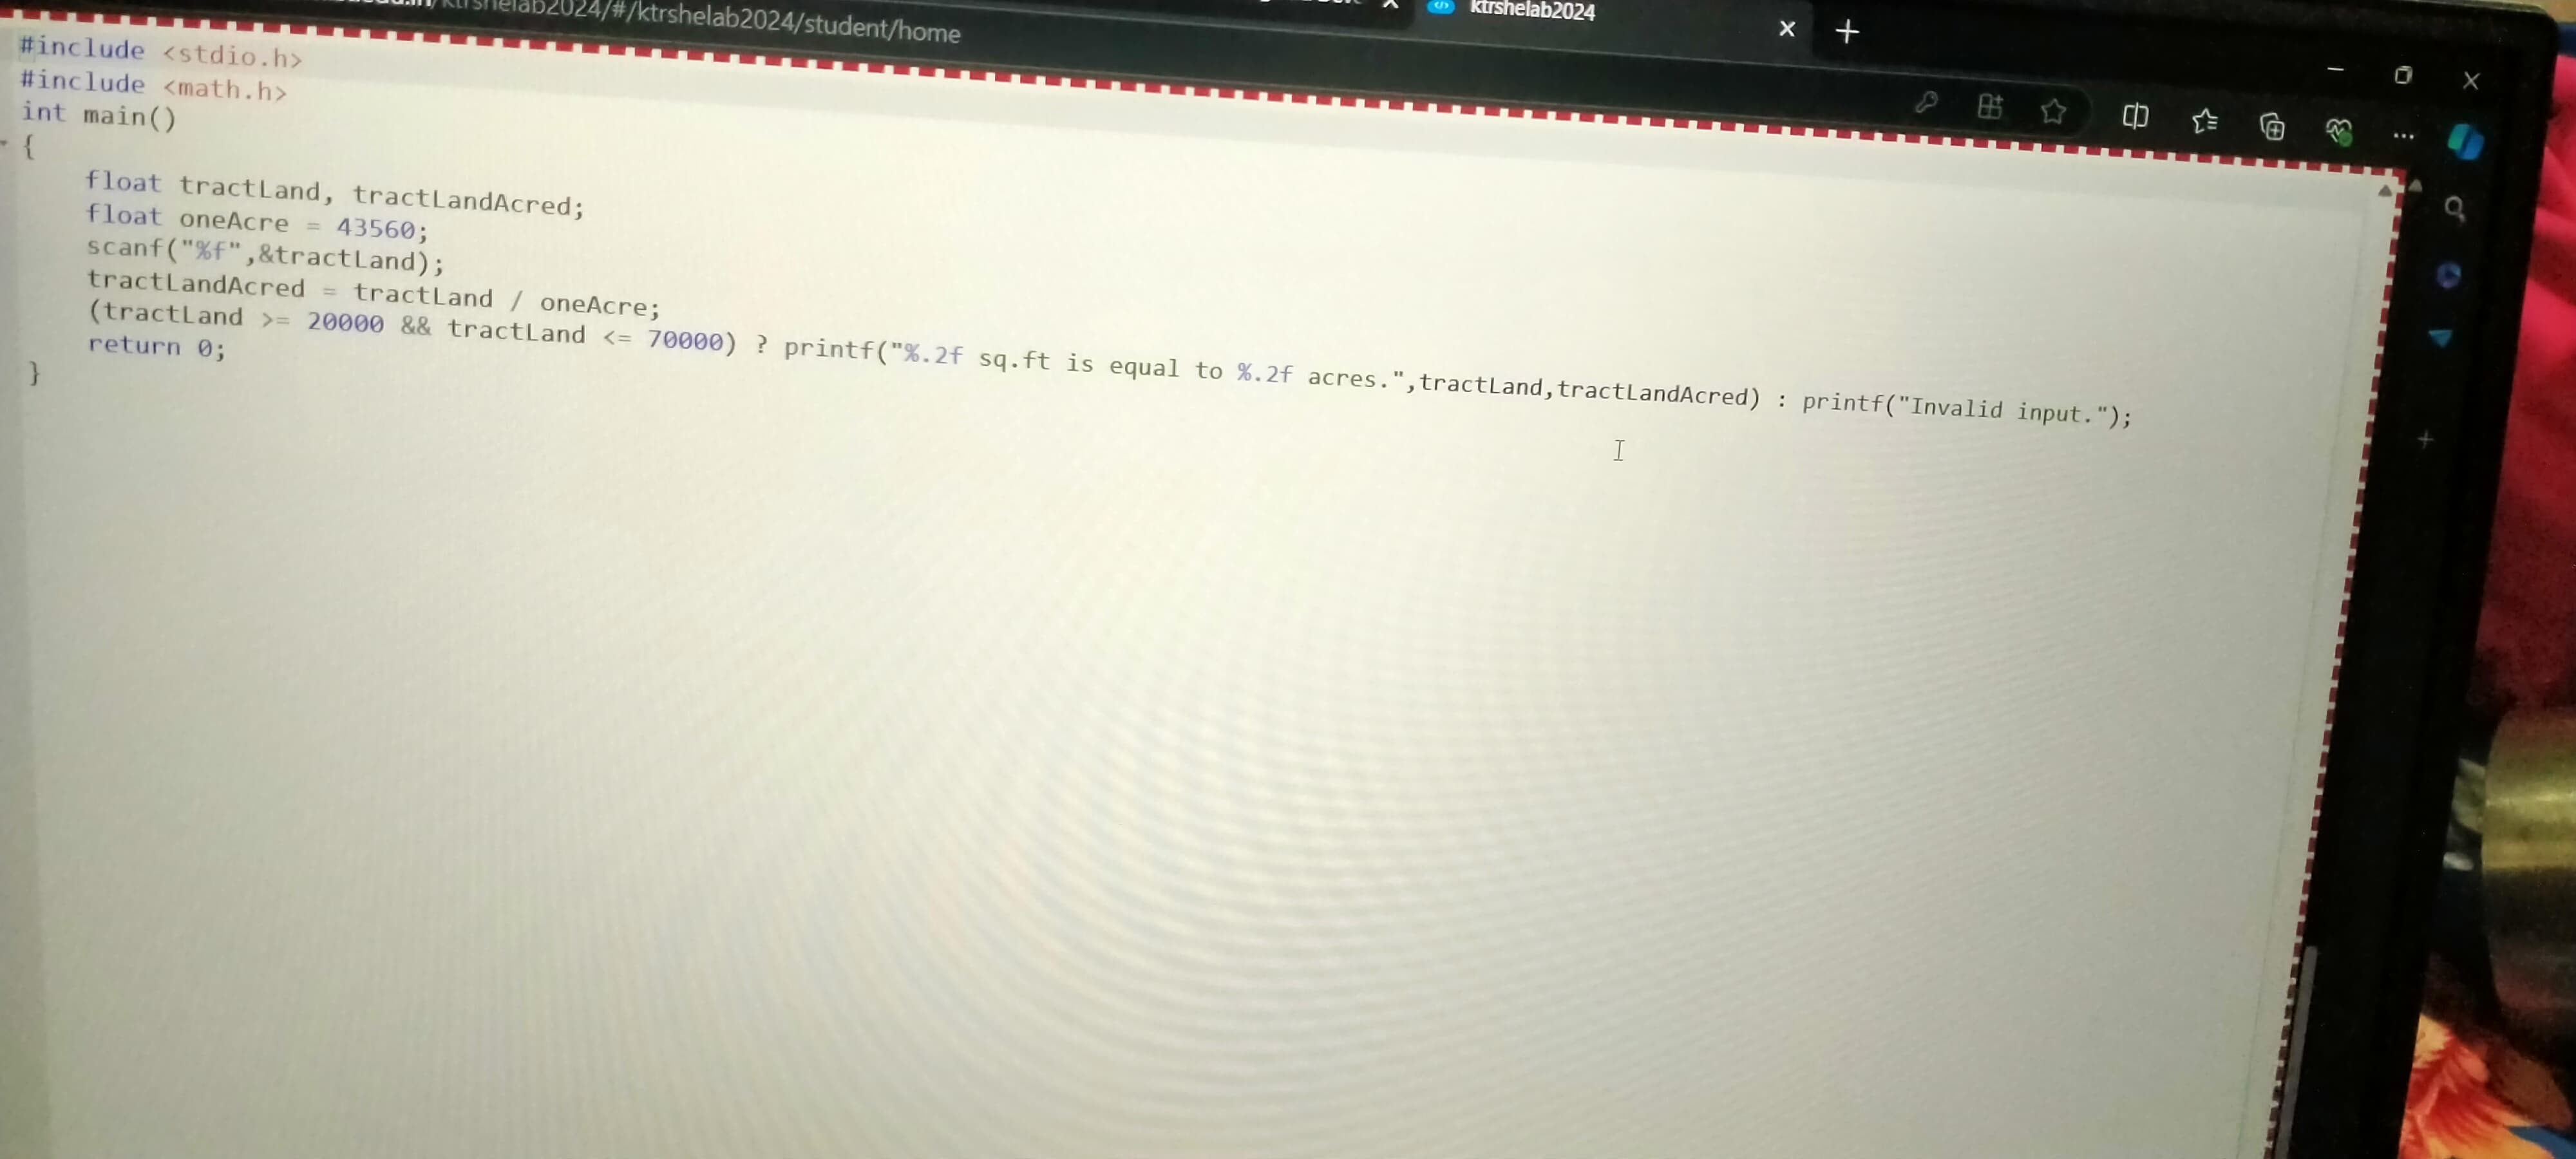 ktrshelab2024/#/ktrshelab2024/student/home
ktrshelab2024
#include <stdio.h>
#include <math.h>
int main()
{
float tractLand, tractLandAcred;
float oneAcre = 43560;
scanf("%f",&tractLand);
tractLandAcred = tractLand / oneAcre;
(tractLand >= 20000 && tractLand <= 70000) ? printf("%.2f sq.ft is equal to %.2f acres.",tractLand,tractLandAcred) : printf("Invalid input.");
return 0;
}